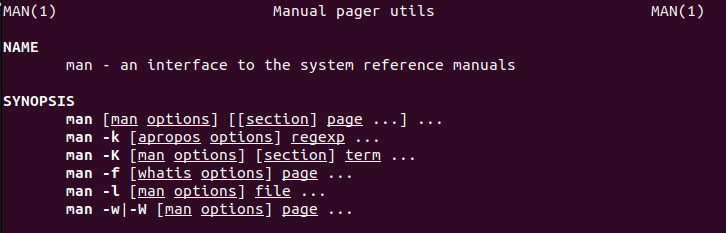 MAN(1) Manual pager utils MAN(1)
NAME
man - an interface to the system reference manuals
SYNOPSIS
man [man options] [[section] page ...] ...
man -k [apropos options] regexp ...
man -K [man options] [section] term ...
man -f [whatis options] page ...
man -l [man options] file ...
man -w|-W [man options] page ...